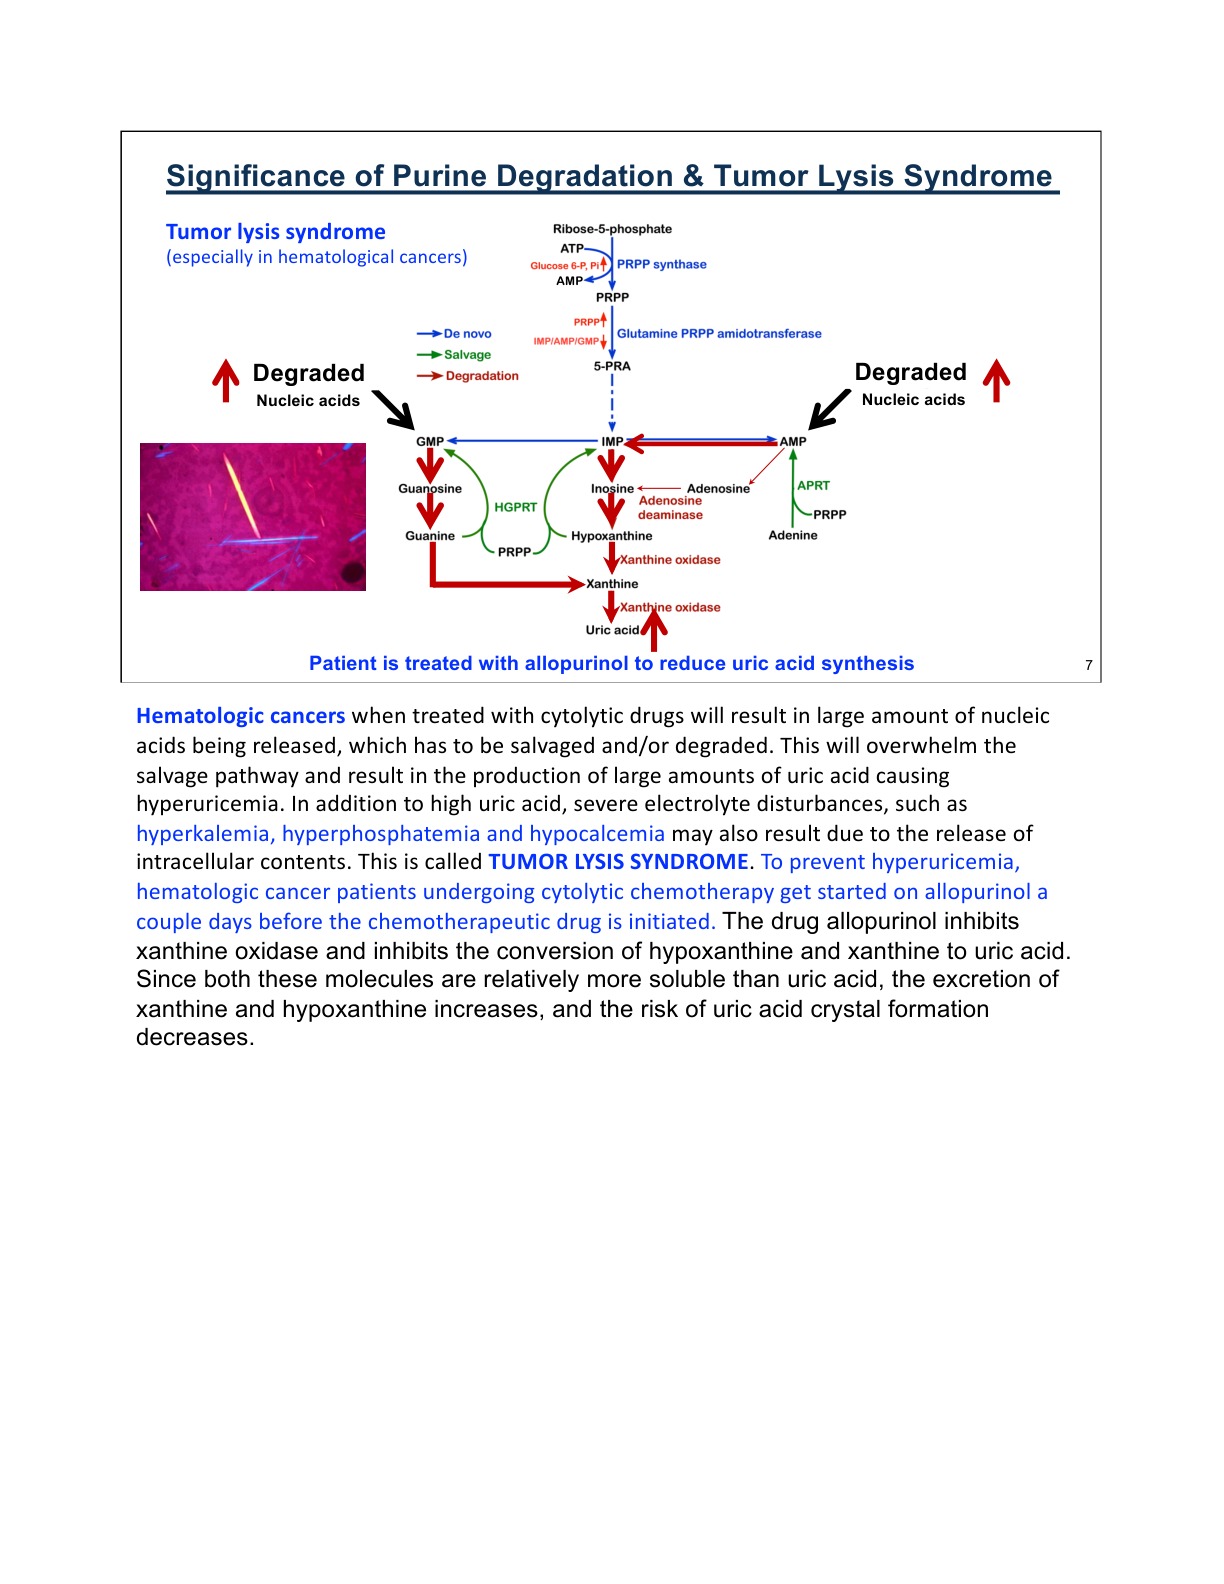 Significance of Purine Degradation & Tumor Lysis Syndrome
Tumor lysis syndrome
(especially in hematological cancers)
Ribose-5-phosphate
ATP
Glucose 6-P, Pi
PRPP synthase
AMP
PRPP
PRPP
De novo
Glutamine PRPP amidotransferase
IMP/AMP/GMP
Salvage
5-PRA
Degradation
Degraded
Nucleic acids
Degraded
Nucleic acids
GMP
IMP
AMP
Guanosine
Inosine
Adenosine
APRT
Adenosine
deaminase
HGPRT
PRPP
Guanine
Hypoxanthine
Adenine
PRPP
Xanthine oxidase
Xanthine
Xanthine oxidase
Uric acid
Patient is treated with allopurinol to reduce uric acid synthesis
7
Hematologic cancers when treated with cytolytic drugs will result in large amount of nucleic
acids being released, which has to be salvaged and/or degraded. This will overwhelm the
salvage pathway and result in the production of large amounts of uric acid causing
hyperuricemia. In addition to high uric acid, severe electrolyte disturbances, such as
hyperkalemia, hyperphosphatemia and hypocalcemia may also result due to the release of
intracellular contents. This is called TUMOR LYSIS SYNDROME. To prevent hyperuricemia,
hematologic cancer patients undergoing cytolytic chemotherapy get started on allopurinol a
couple days before the chemotherapeutic drug is initiated. The drug allopurinol inhibits
xanthine oxidase and inhibits the conversion of hypoxanthine and xanthine to uric acid.
Since both these molecules are relatively more soluble than uric acid, the excretion of
xanthine and hypoxanthine increases, and the risk of uric acid crystal formation
decreases.